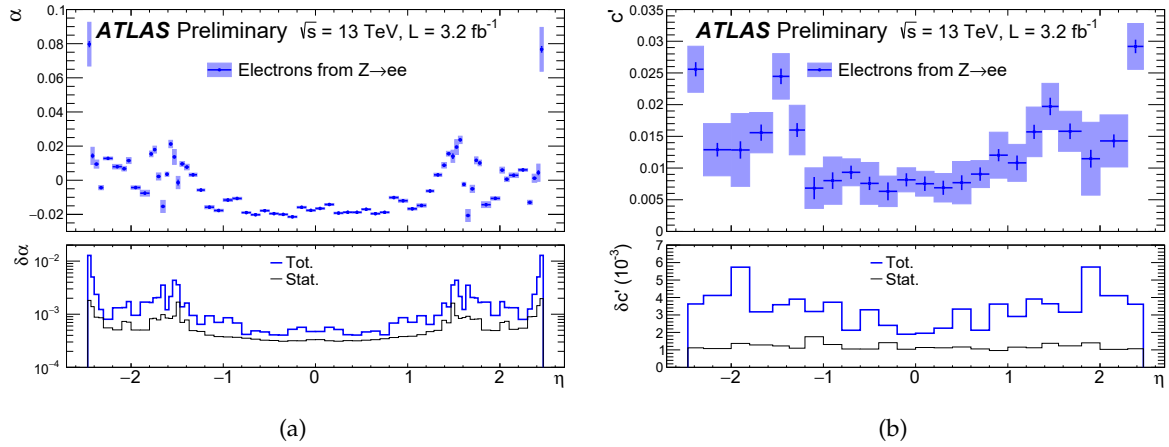 α
0.1
0.08
0.06
0.04
0.02
0
−0.02
ATLAS Preliminary √s = 13 TeV, L = 3.2 fb⁻¹
Electrons from Z→ee
δα
10⁻²
10⁻³
10⁻⁴
Tot.
Stat.
−2 −1 0 1 2 η
(a)
c'
0.035
0.03
0.025
0.02
0.015
0.01
0.005
0
ATLAS Preliminary √s = 13 TeV, L = 3.2 fb⁻¹
Electrons from Z→ee
δc' (10⁻³)
7
6
5
4
3
2
1
0
Tot.
Stat.
−2 −1 0 1 2 η
(b)